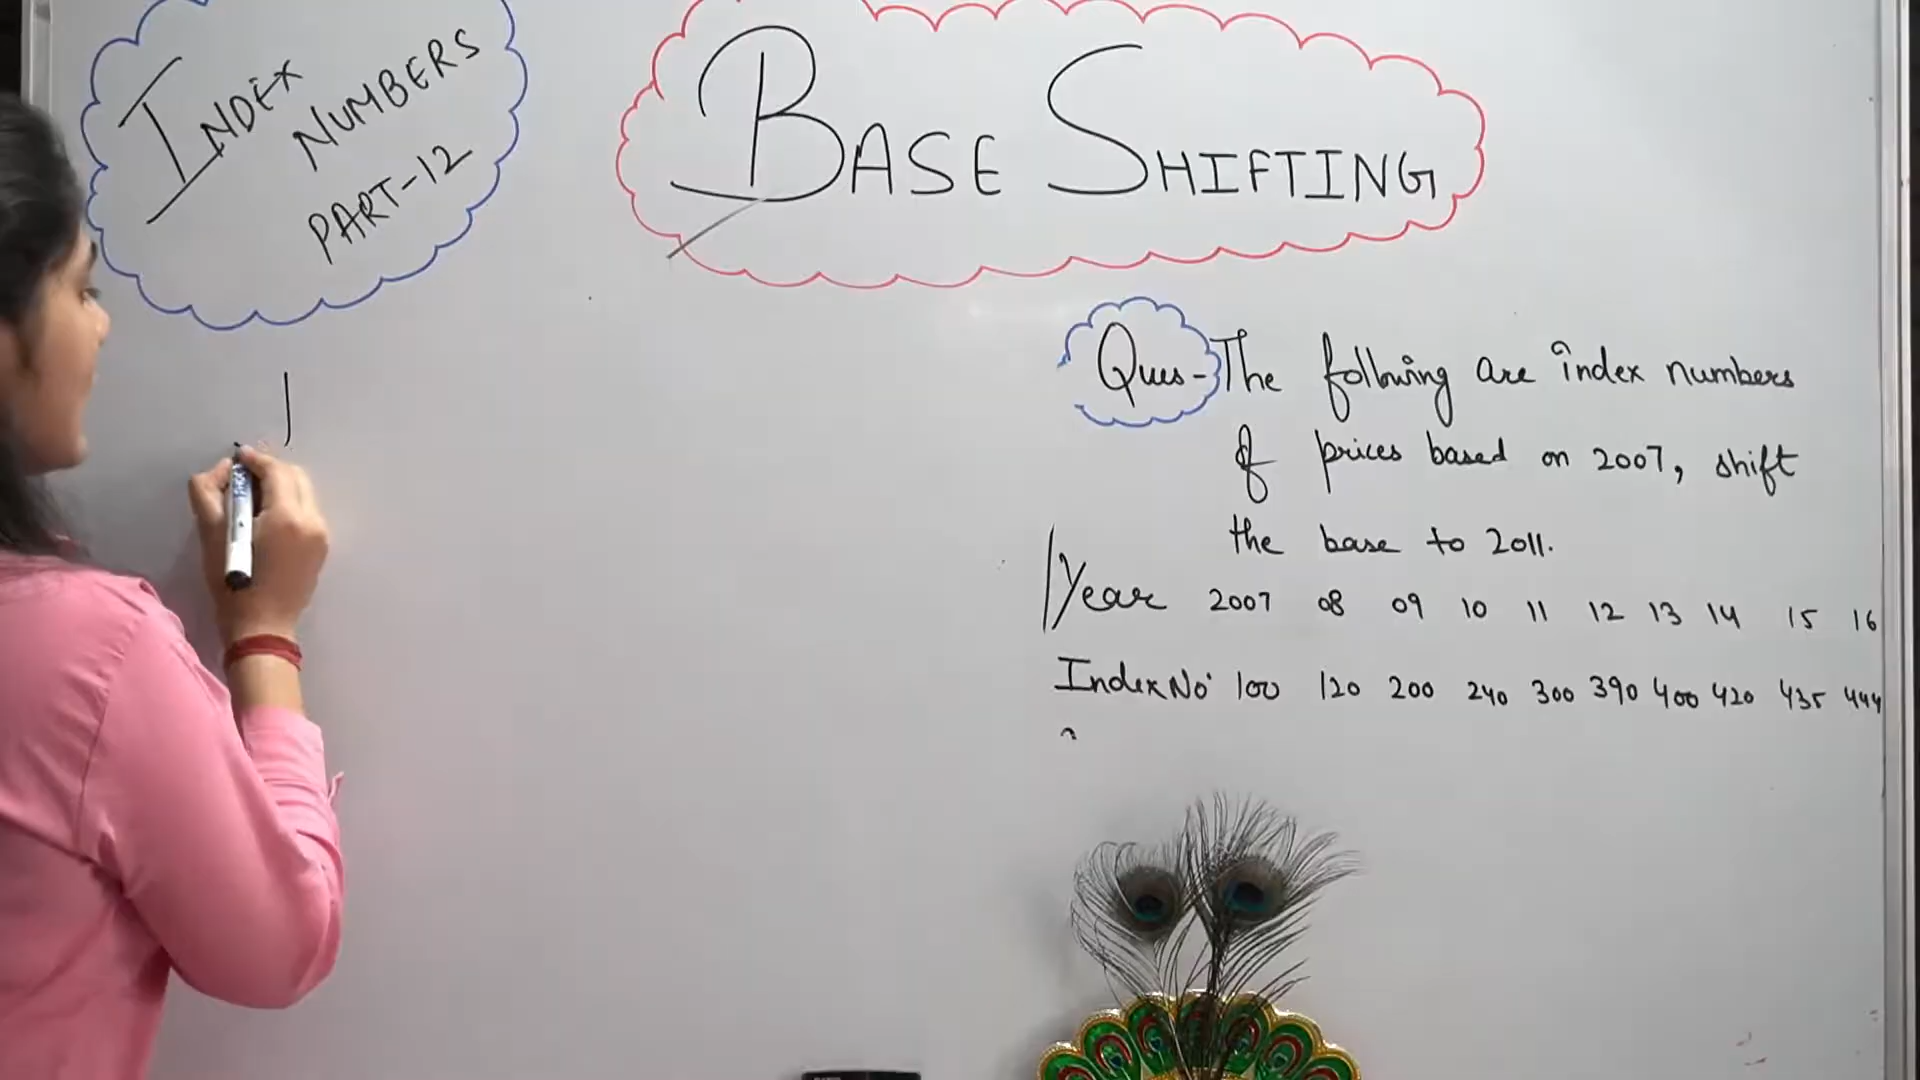 INDEX
NUMBERS
PART-12
BASE SHIFTING
Ques - The following are index numbers
of prices based on 2007, shift
the base to 2011.
Year 2007 08 09 10 11 12 13 14 15 16
Index No. 100 120 200 240 300 390 400 420 435 444